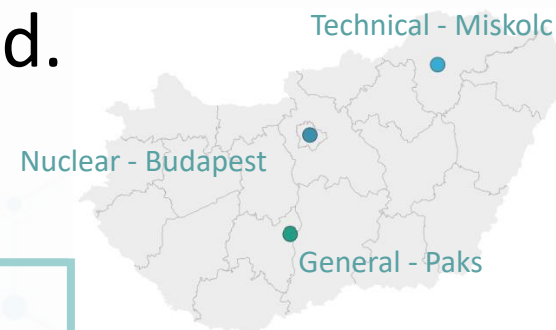 d.
Technical - Miskolc
Nuclear - Budapest
General - Paks